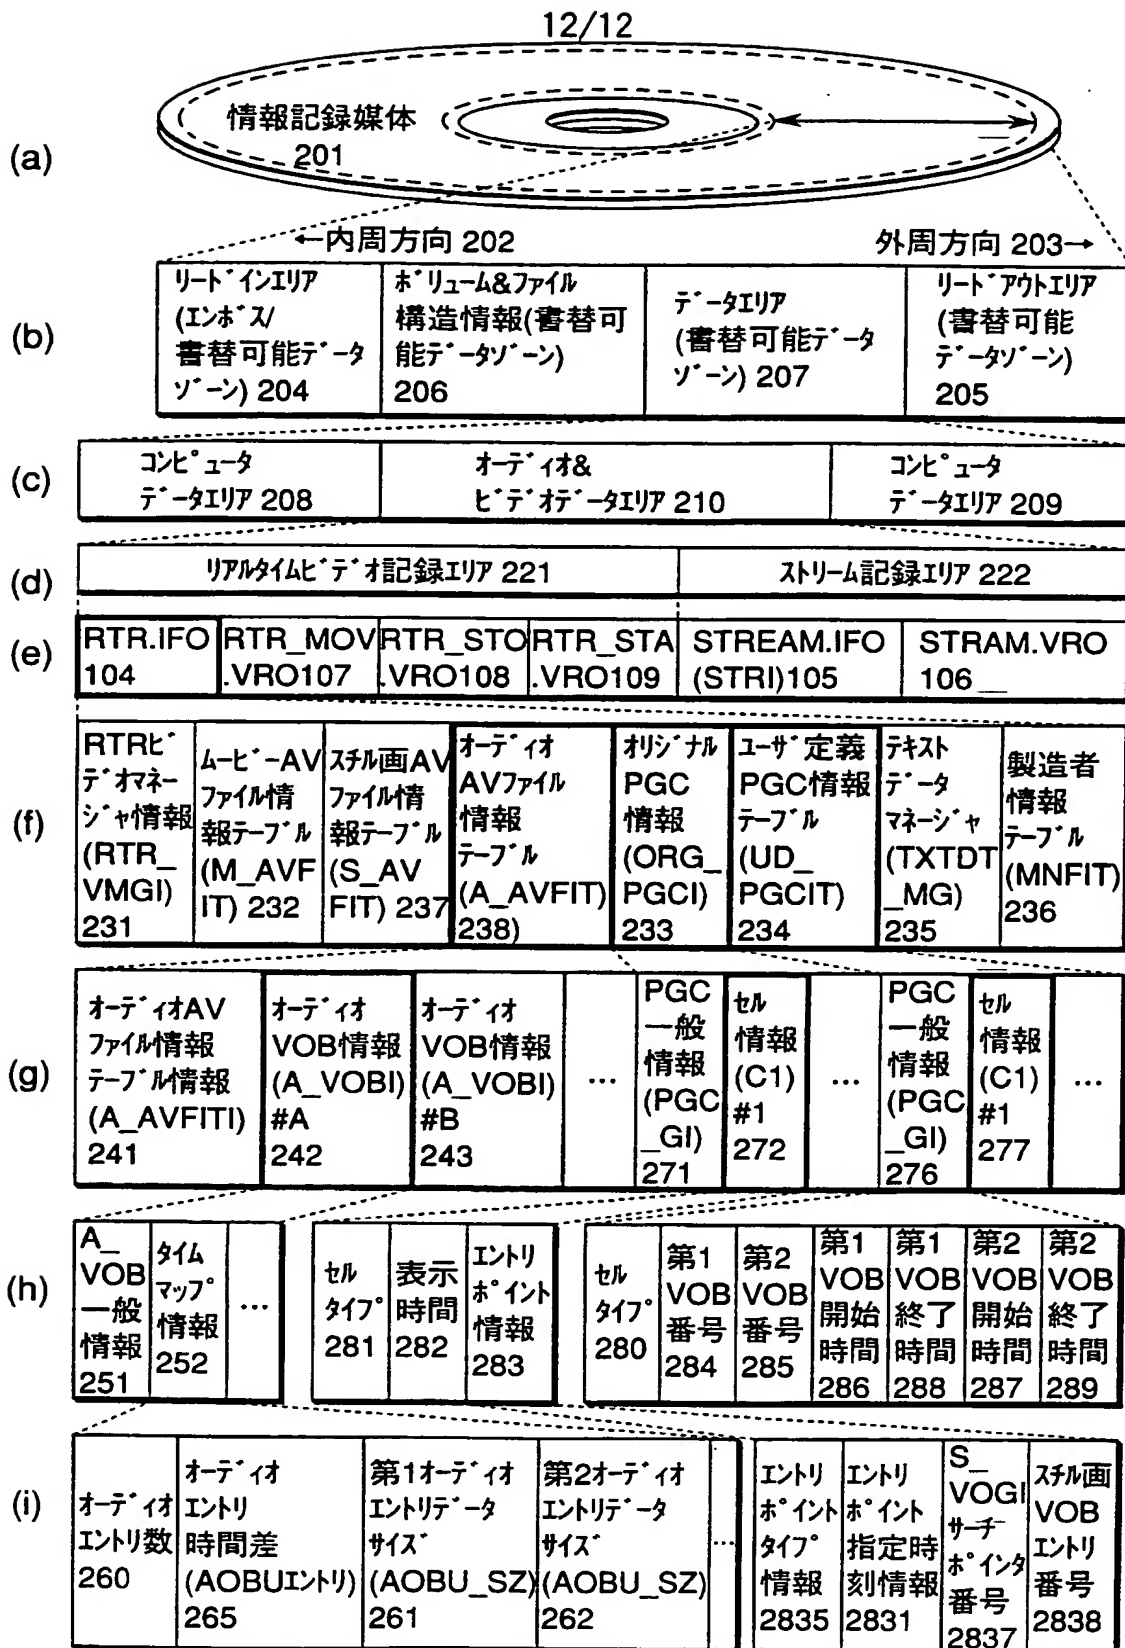 12/12
(a)
情報記録媒体
201
←内周方向 202
外周方向 203→
(b)
リードインエリア
(エンボス/
書替可能データ
ゾーン) 204
ボリューム&ファイル
構造情報(書替可
能データゾーン)
206
データエリア
(書替可能データ
ゾーン) 207
リードアウトエリア
(書替可能
データゾーン)
205
(c)
コンピュータ
データエリア 208
オーディオ&
ビデオデータエリア 210
コンピュータ
データエリア 209
(d)
リアルタイムビデオ記録エリア 221
ストリーム記録エリア 222
(e)
RTR.IFO
104
RTR_MOV
.VRO107
RTR_STO
.VRO108
RTR_STA
.VRO109
STREAM.IFO
(STRI)105
STRAM.VRO
106
(f)
RTRビ
デオマネー
ジャ情報
(RTR_
VMGI)
231
ムービーAV
ファイル情
報テーブル
(M_AVF
IT) 232
スチル画AV
ファイル情
報テーブル
(S_AV
FIT) 237
オーディオ
AVファイル
情報
テーブル
(A_AVFIT)
238)
オリジナル
PGC
情報
(ORG_
PGCI)
233
ユーザ定義
PGC情報
テーブル
(UD_
PGCIT)
234
テキスト
データ
マネージャ
(TXTDT
_MG)
235
製造者
情報
テーブル
(MNFIT)
236
(g)
オーディオAV
ファイル情報
テーブル情報
(A_AVFITI)
241
オーディオ
VOB情報
(A_VOBI)
#A
242
オーディオ
VOB情報
(A_VOBI)
#B
243
…
PGC
一般
情報
(PGC
_GI)
271
セル
情報
(C1)
#1
272
…
PGC
一般
情報
(PGC
_GI)
276
セル
情報
(C1)
#1
277
…
(h)
A_
VOB
一般
情報
251
タイム
マップ
情報
252
…
セル
タイプ
281
表示
時間
282
エントリ
ポイント
情報
283
セル
タイプ
280
第1
VOB
番号
284
第2
VOB
番号
285
第1
VOB
開始
時間
286
第1
VOB
終了
時間
288
第2
VOB
開始
時間
287
第2
VOB
終了
時間
289
(i)
オーディオ
エントリ数
260
オーディオ
エントリ
時間差
(AOBUエントリ)
265
第1オーディオ
エントリデータ
サイズ
(AOBU_SZ)
261
第2オーディオ
エントリデータ
サイズ
(AOBU_SZ)
262
…
エントリ
ポイント
タイプ
情報
2835
エントリ
ポイント
指定時
刻情報
2831
S_
VOGI
サーチ
ポインタ
番号
2837
スチル画
VOB
エントリ
番号
2838